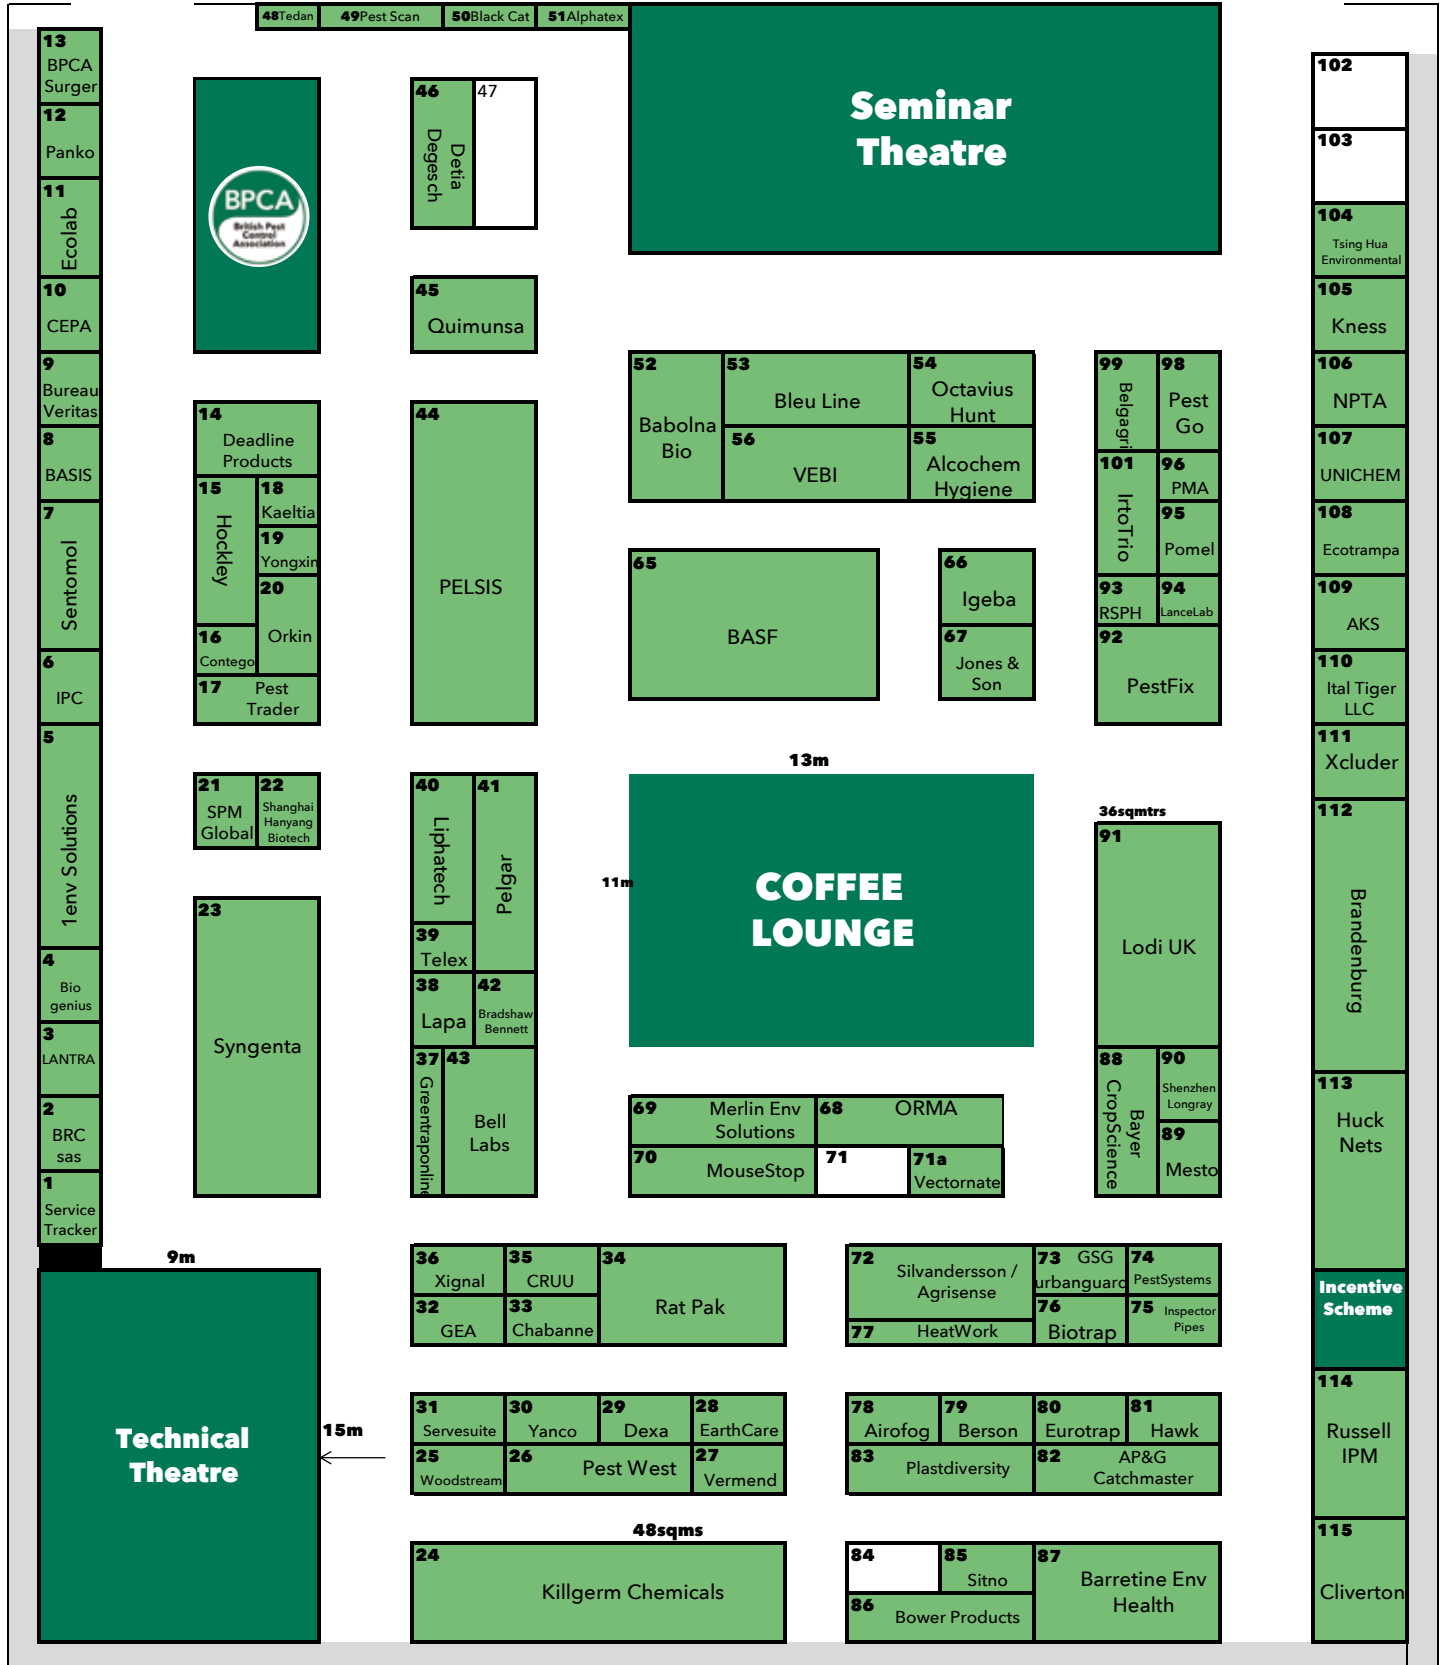 48Tedan
49Pest Scan
50Black Cat
51Alphatex
Seminar
Theatre
13
BPCA
Surger
12
Panko
11
Ecolab
10
CEPA
9
Bureau
Veritas
8
BASIS
7
Sentomol
6
IPC
5
1env Solutions
4
Bio
genius
3
LANTRA
2
BRC
sas
1
Service
Tracker
9m
Technical
Theatre
15m
BPCA
British Pest
Control
Association
14
Deadline
Products
15
Hockley
18
Kaeltia
19
Yongxin
20
Orkin
16
Contego
17
Pest
Trader
21
SPM
Global
22
Shanghai
Hanyang
Biotech
23
Syngenta
46
Detia
Degesch
47
45
Quimunsa
44
PELSIS
40
Liphatech
41
Pelgar
39
Telex
38
Lapa
42
Bradshaw
Bennett
37
Greentraponline
43
Bell
Labs
36
Xignal
35
CRUU
34
Rat Pak
32
GEA
33
Chabanne
31
Servesuite
30
Yanco
29
Dexa
28
EarthCare
25
Woodstream
26
Pest West
27
Vermend
48sqms
24
Killgerm Chemicals
52
Babolna
Bio
53
Bleu Line
54
Octavius
Hunt
56
VEBI
55
Alcochem
Hygiene
65
BASF
66
Igeba
67
Jones &
Son
13m
11m
COFFEE
LOUNGE
69
Merlin Env
Solutions
68
ORMA
70
MouseStop
71
71a
Vectornate
72
Silvandersson /
Agrisense
73
GSG
urbanguard
74
PestSystems
77
HeatWork
76
Biotrap
75
Inspector
Pipes
78
Airofog
79
Berson
80
Eurotrap
81
Hawk
83
Plastdiversity
82
AP&G
Catchmaster
84
85
Sitno
86
Bower Products
87
Barretine Env
Health
99
Belgagri
98
Pest
Go
101
IrtoTrio
96
PMA
95
Pomel
93
RSPH
94
LanceLab
92
PestFix
36sqmtrs
91
Lodi UK
88
Bayer
CropScience
90
Shenzhen
Longray
89
Mesto
102
103
104
Tsing Hua
Environmental
105
Kness
106
NPTA
107
UNICHEM
108
Ecotrampa
109
AKS
110
Ital Tiger
LLC
111
Xcluder
112
Brandenburg
113
Huck
Nets
Incentive
Scheme
114
Russell
IPM
115
Cliverton